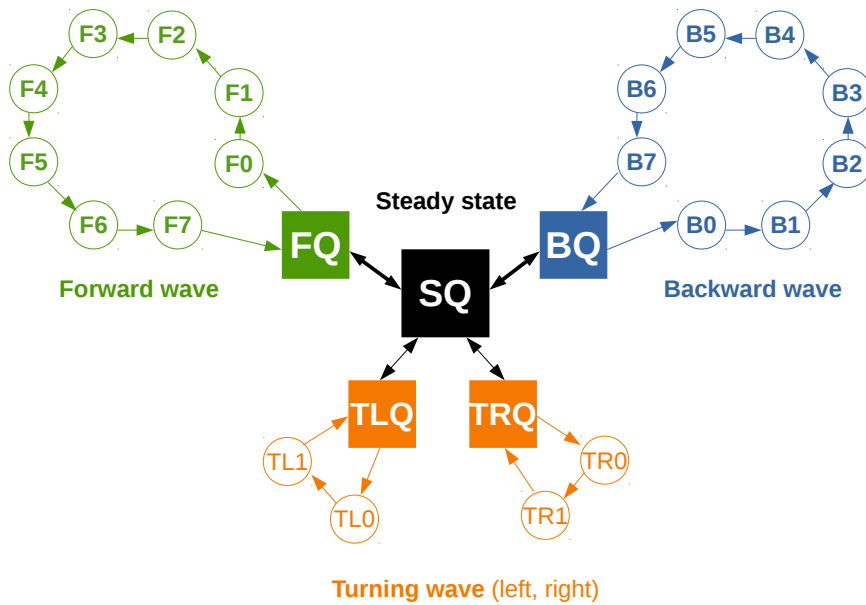 F3
F2
B5
B4
F4
F1
B6
B3
F5
F0
B7
B2
Steady state
F6
F7
FQ
BQ
B0
B1
Forward wave
SQ
Backward wave
TLQ
TRQ
TL1
TR0
TL0
TR1
Turning wave (left, right)